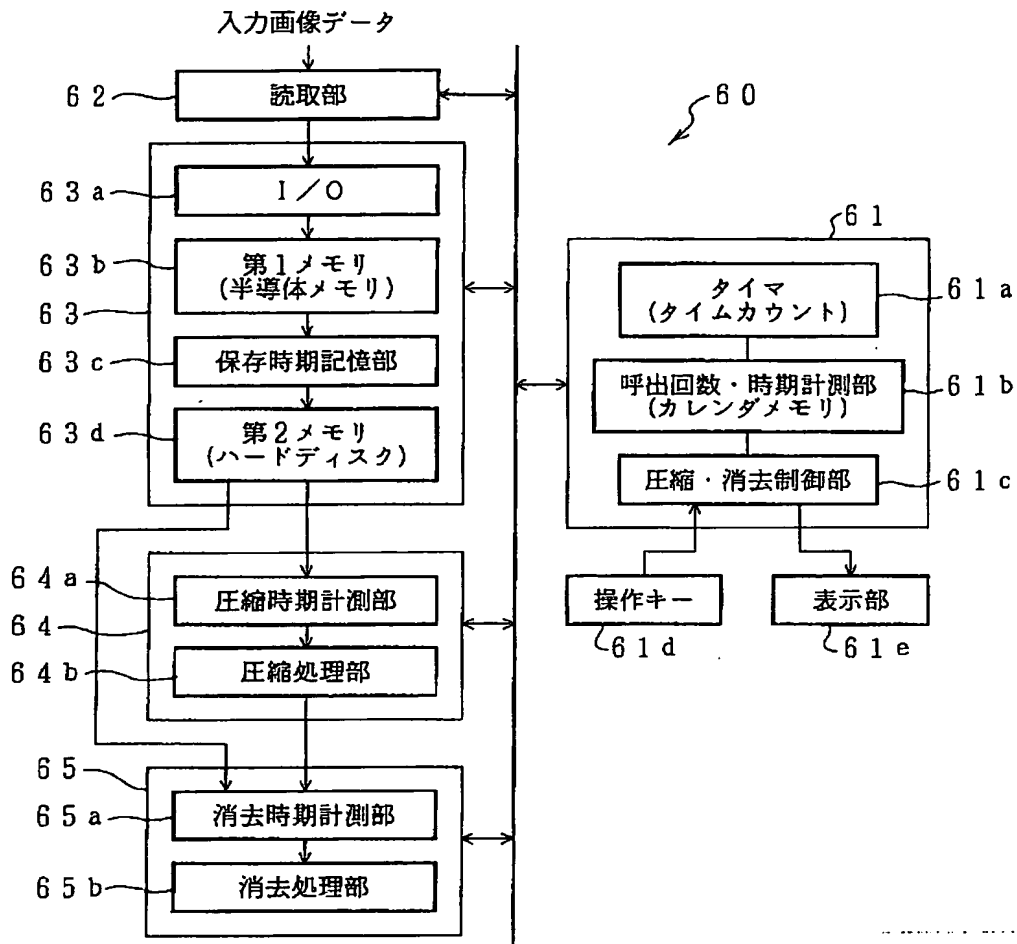 入力画像データ
62
読取部
63a
I/O
63b
第1メモリ
(半導体メモリ)
63
63c
保存時期記憶部
63d
第2メモリ
(ハードディスク)
64a
圧縮時期計測部
64
64b
圧縮処理部
65
65a
消去時期計測部
65b
消去処理部
60
61
タイマ
(タイムカウント)
61a
呼出回数・時期計測部
(カレンダメモリ)
61b
圧縮・消去制御部
61c
操作キー
61d
表示部
61e